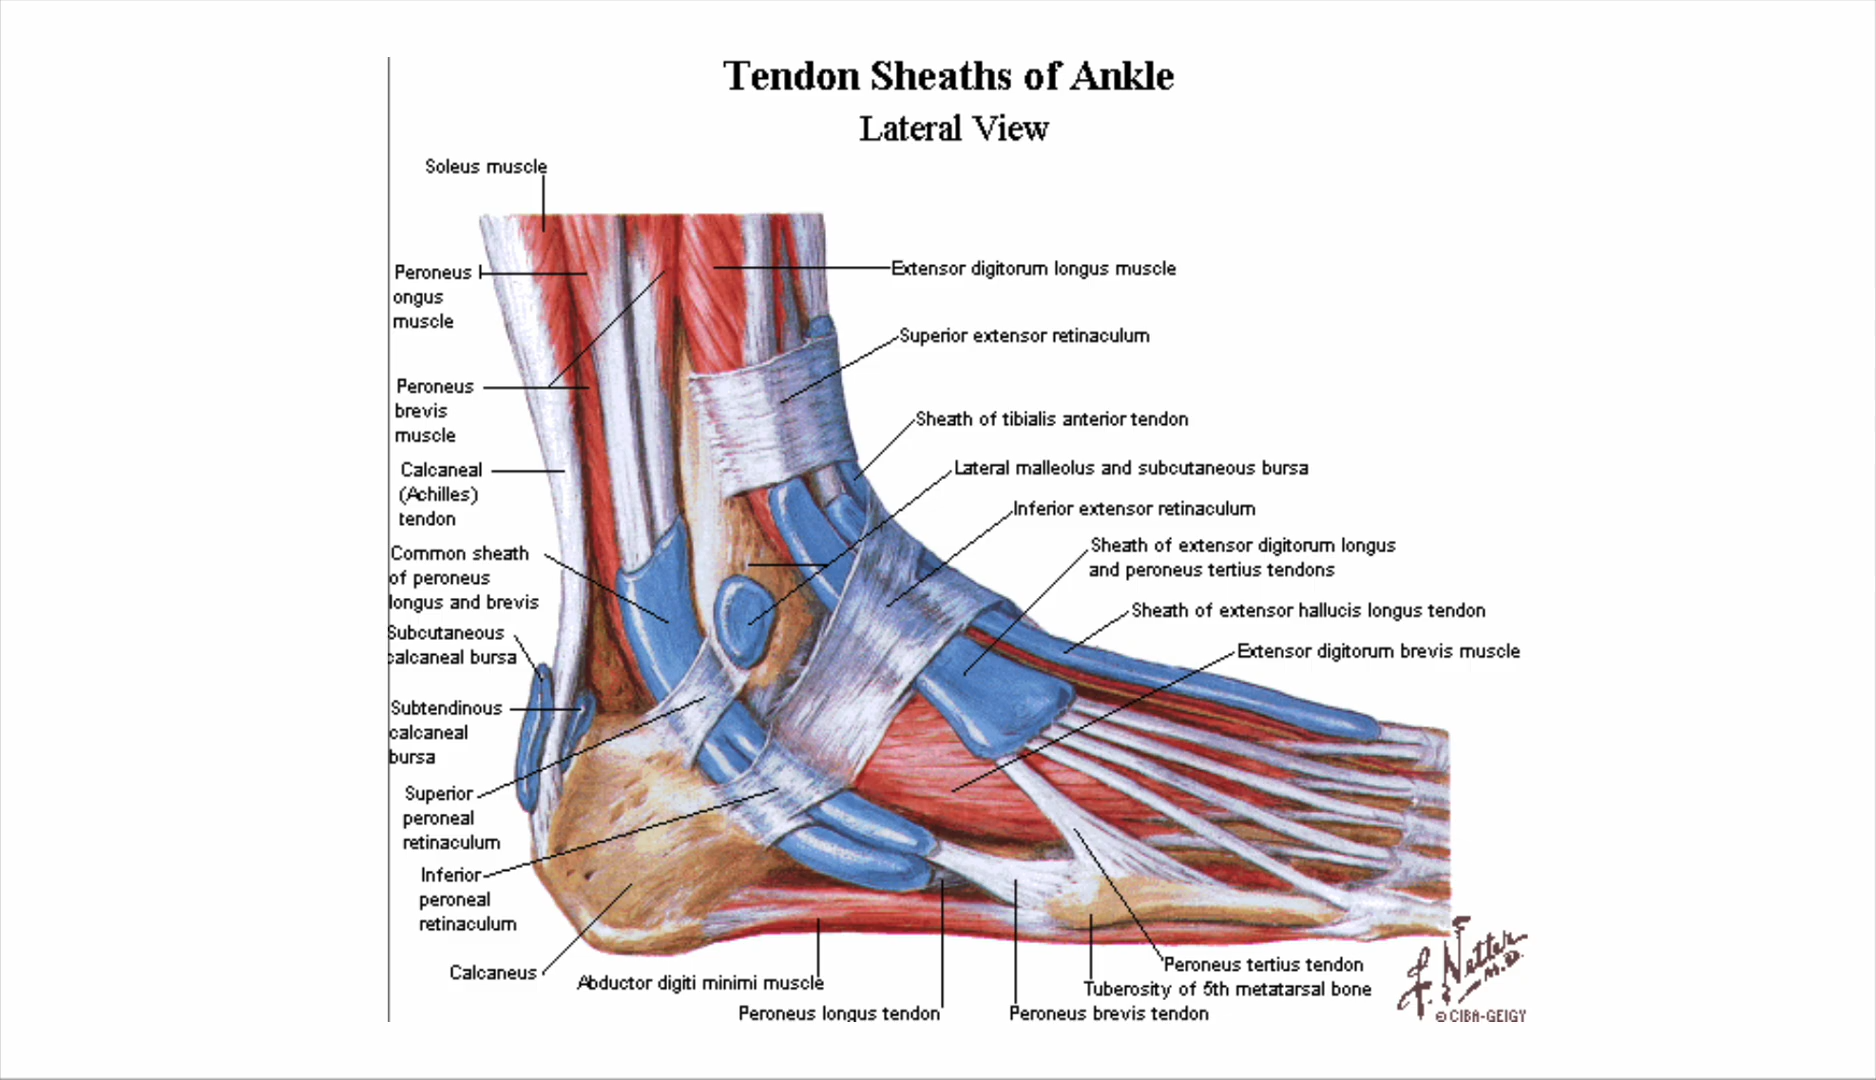 Tendon Sheaths of Ankle
Lateral View
Soleus muscle
Peroneus l
ongus
muscle
Peroneus
brevis
muscle
Calcaneal
(Achilles)
tendon
Common sheath
of peroneus
longus and brevis
Subcutaneous
calcaneal bursa
Subtendinous
calcaneal
bursa
Superior
peroneal
retinaculum
Inferior
peroneal
retinaculum
Calcaneus
Extensor digitorum longus muscle
Superior extensor retinaculum
Sheath of tibialis anterior tendon
Lateral malleolus and subcutaneous bursa
Inferior extensor retinaculum
Sheath of extensor digitorum longus
and peroneus tertius tendons
Sheath of extensor hallucis longus tendon
Extensor digitorum brevis muscle
Abductor digiti minimi muscle
Peroneus longus tendon
Peroneus brevis tendon
Peroneus tertius tendon
Tuberosity of 5th metatarsal bone
F. Netter
M.D.
© CIBA-GEIGY